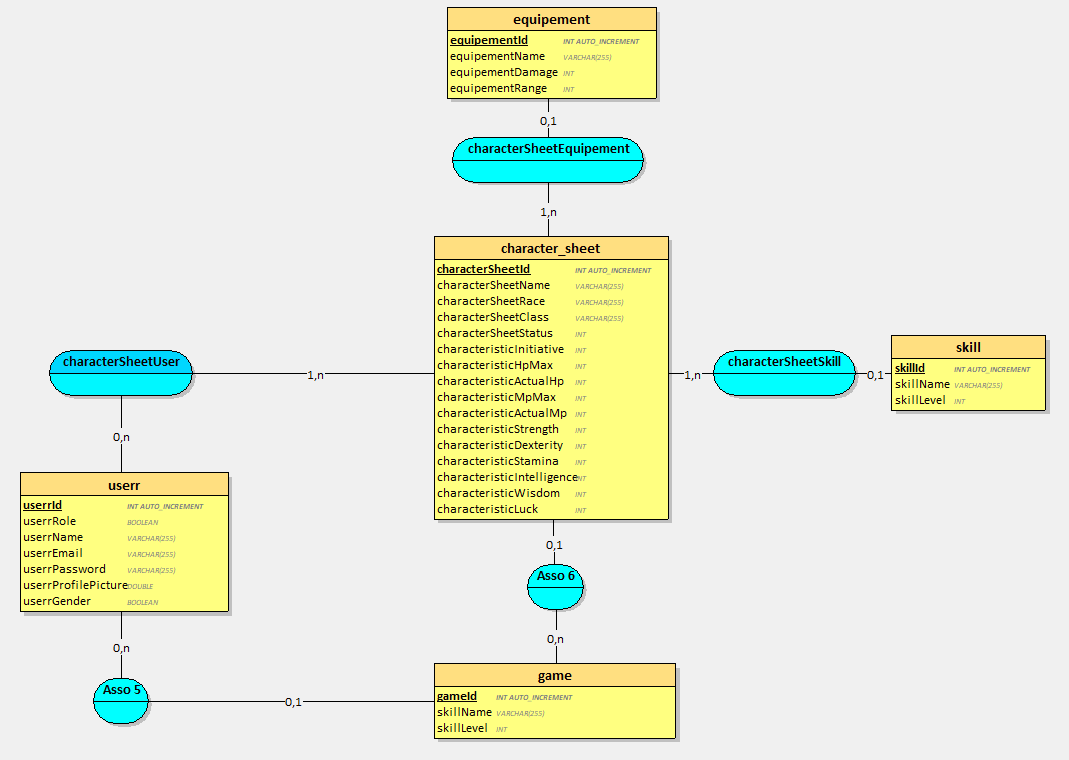 equipement
equipementId INT AUTO_INCREMENT
equipementName VARCHAR(255)
equipementDamage INT
equipementRange INT
0,1
characterSheetEquipement
1,n
character_sheet
characterSheetId INT AUTO_INCREMENT
characterSheetName VARCHAR(255)
characterSheetRace VARCHAR(255)
characterSheetClass VARCHAR(255)
characterSheetStatus INT
characteristicInitiative INT
characteristicHpMax INT
characteristicActualHp INT
characteristicMpMax INT
characteristicActualMp INT
characteristicStrength INT
characteristicDexterity INT
characteristicStamina INT
characteristicIntelligence INT
characteristicWisdom INT
characteristicLuck INT
characterSheetUser
1,n
1,n
characterSheetSkill
0,1
skill
skillId INT AUTO_INCREMENT
skillName VARCHAR(255)
skillLevel INT
0,n
userr
userrId INT AUTO_INCREMENT
userrRole BOOLEAN
userrName VARCHAR(255)
userrEmail VARCHAR(255)
userrPassword VARCHAR(255)
userrProfilePicture DOUBLE
userrGender BOOLEAN
0,1
Asso 6
0,n
0,n
Asso 5
0,1
game
gameId INT AUTO_INCREMENT
skillName VARCHAR(255)
skillLevel INT